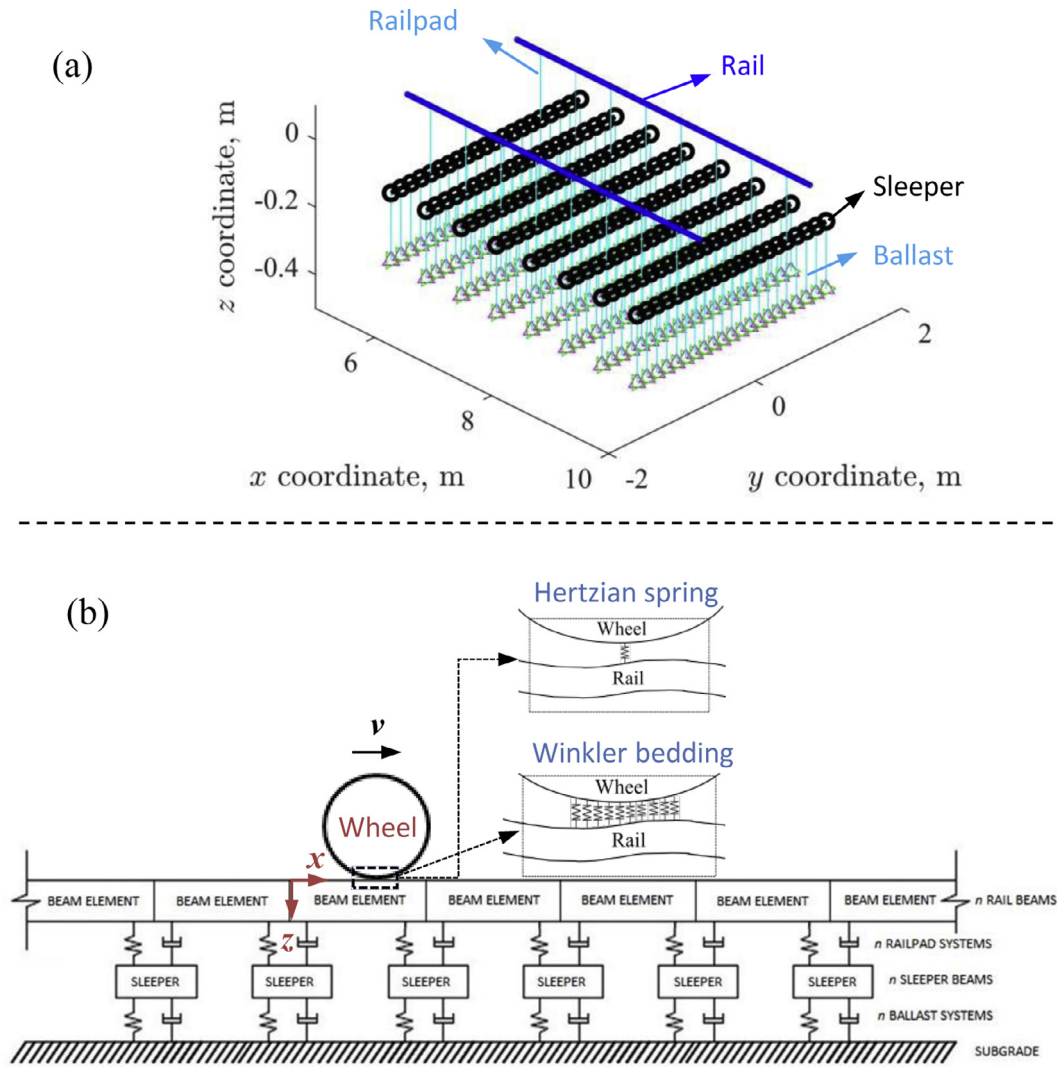 (a)
Railpad
Rail
Sleeper
Ballast
z coordinate, m
0
-0.2
-0.4
6
8
10
-2
0
2
x coordinate, m
y coordinate, m
(b)
Hertzian spring
Wheel
Rail
v
Winkler bedding
Wheel
Rail
Wheel
x
z
BEAM ELEMENT BEAM ELEMENT BEAM ELEMENT BEAM ELEMENT BEAM ELEMENT BEAM ELEMENT BEAM ELEMENT
n RAIL BEAMS
n RAILPAD SYSTEMS
SLEEPER SLEEPER SLEEPER SLEEPER SLEEPER SLEEPER
n SLEEPER BEAMS
n BALLAST SYSTEMS
SUBGRADE